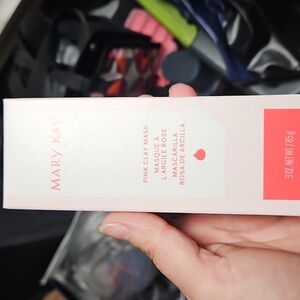 MARY KAY
PINK CLAY MASK
MASQUE À
L'ARGILE ROSE
MASCARILLA
ROSA DE ARCILLA
3 OZ. NET WT. / 85 g